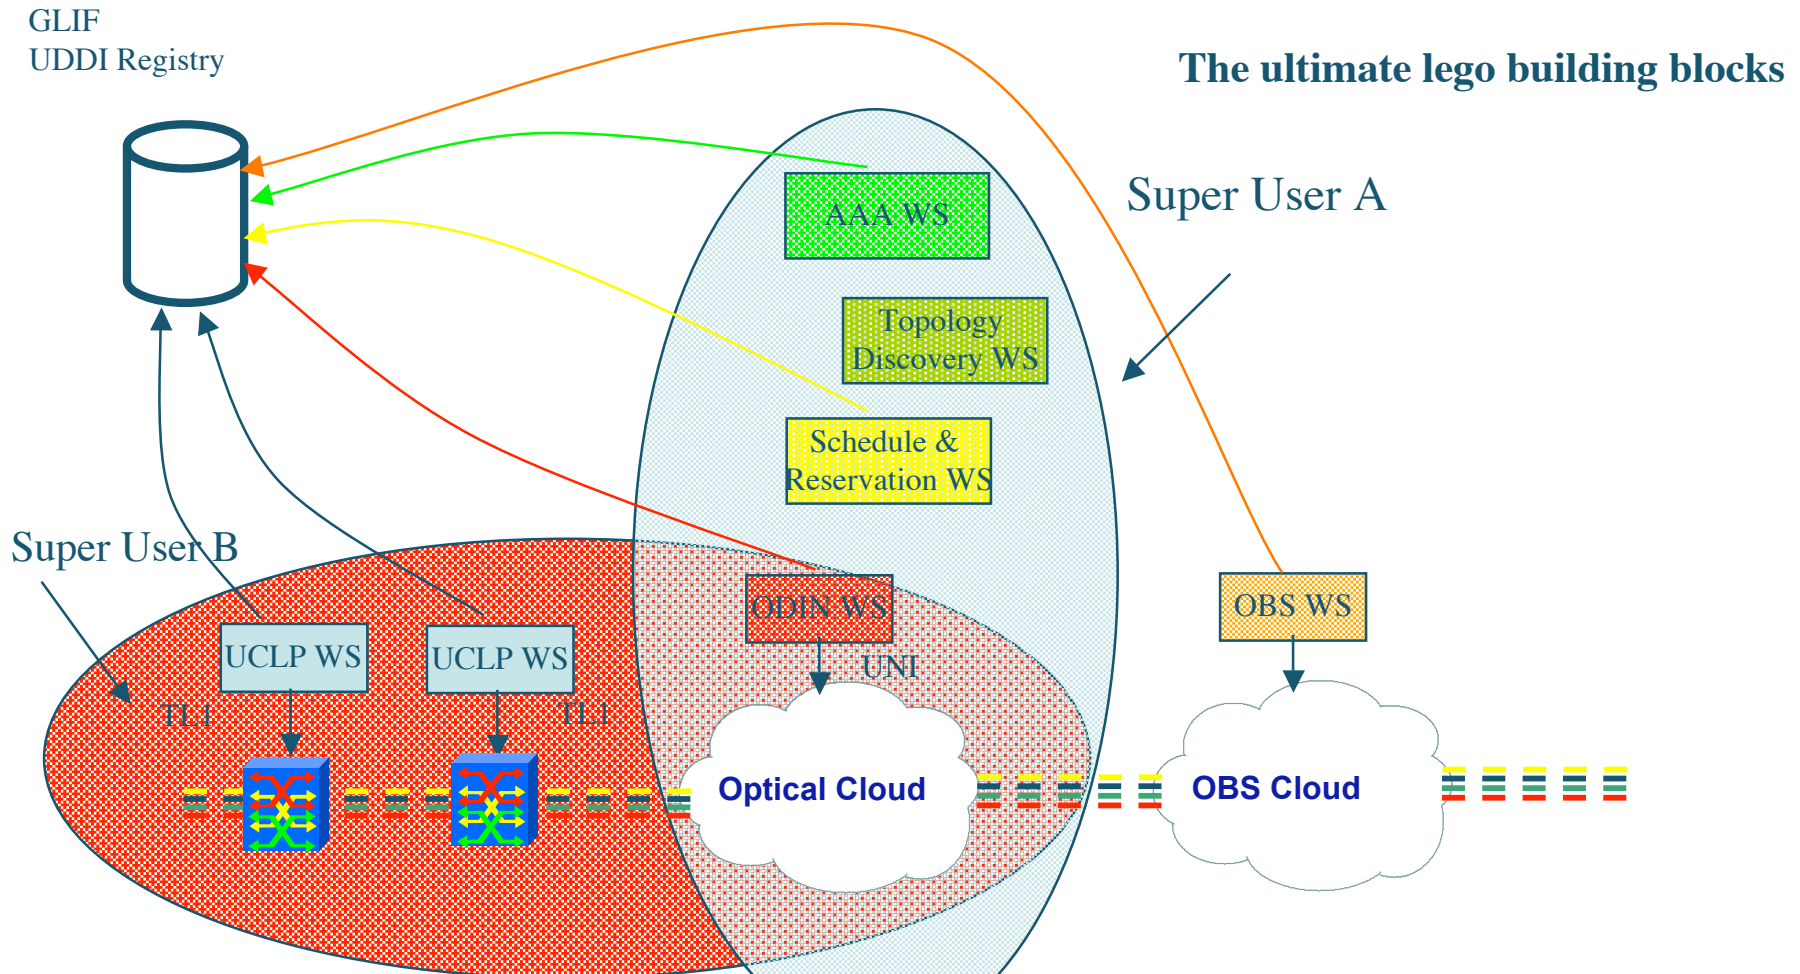 GLIF
UDDI Registry
The ultimate lego building blocks
Super User A
AAA WS
Topology
Discovery WS
Schedule &
Reservation WS
Super User B
ODIN WS
OBS WS
UCLP WS
UCLP WS
UNI
TL1
TL1
Optical Cloud
OBS Cloud